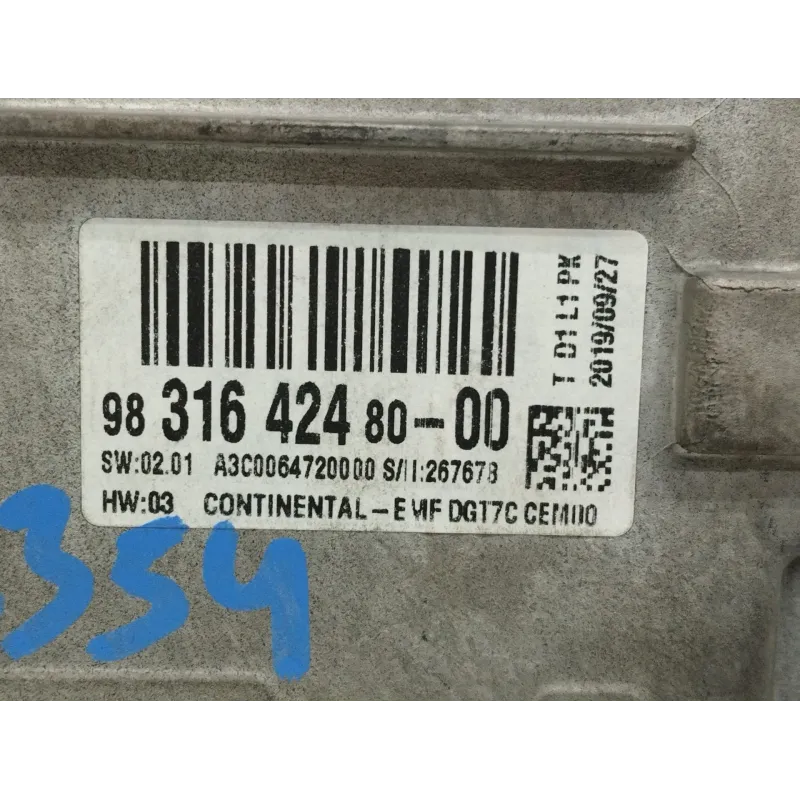 T D1 L1 PK
2019/09/27
98 316 424 80-00
SW:02.01 A3C0064720000 S/N:267678
HW:03 CONTINENTAL-EMF DGT7C CEM00
354